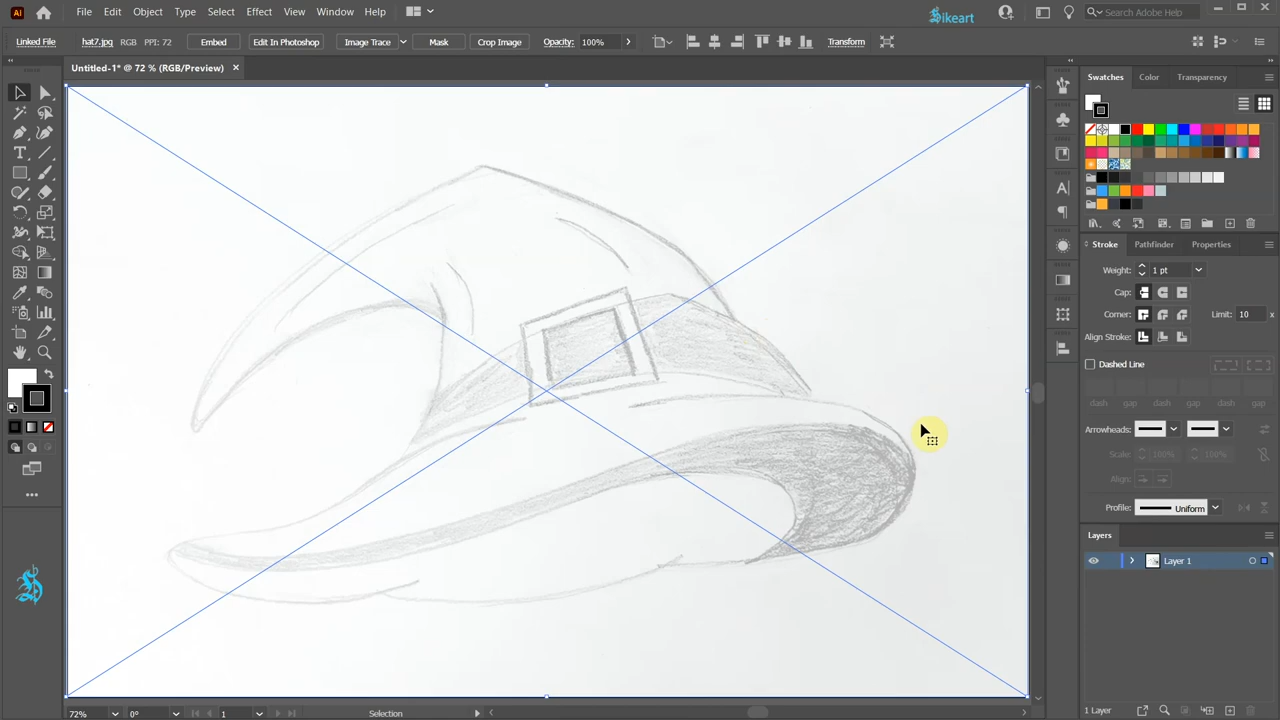 Ai File Edit Object Type Select Effect View Window Help
Sikeart
Search Adobe Help
Linked File hat7.jpg RGB PPI: 72 Embed Edit In Photoshop Image Trace Mask Crop Image Opacity: 100% Transform
Untitled-1* @ 72 % (RGB/Preview) ×
Swatches Color Transparency
Stroke Pathfinder Properties
Weight: 1 pt
Cap:
Corner: Limit: 10 x
Align Stroke:
Dashed Line
dash gap dash gap dash gap
Arrowheads:
Scale: 100% 100%
Align:
Profile: Uniform
Layers
Layer 1
1 Layer
72% 0° 1 Selection